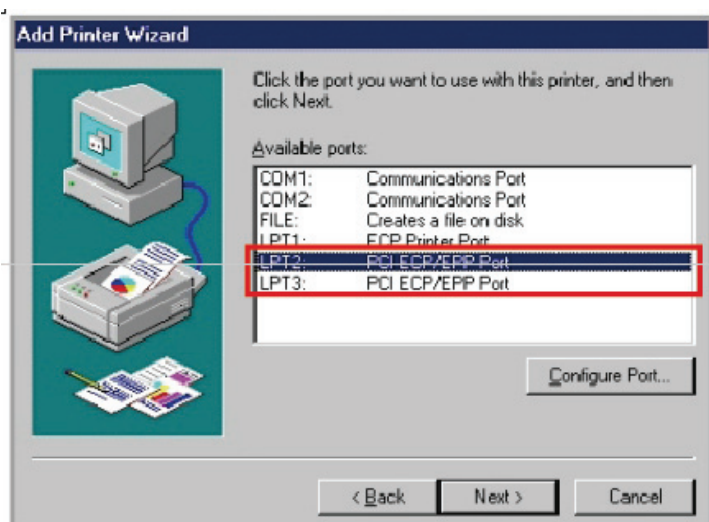 Add Printer Wizard
Click the port you want to use with this printer, and then
click Next.
Available ports:
COM1: Communications Port
COM2: Communications Port
FILE: Creates a file on disk
LPT1: ECP Printer Port
LPT2: PCI ECP/EPP Port
LPT3: PCI ECP/EPP Port
Configure Port...
< Back Next > Cancel